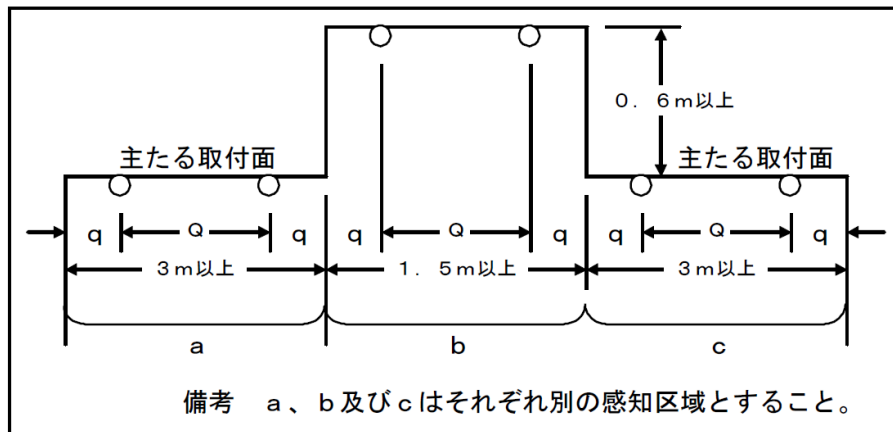 0.6m以上
主たる取付面
主たる取付面
q Q q q Q q q Q q
3m以上 1.5m以上 3m以上
a b c
備考 a、b及びcはそれぞれ別の感知区域とすること。